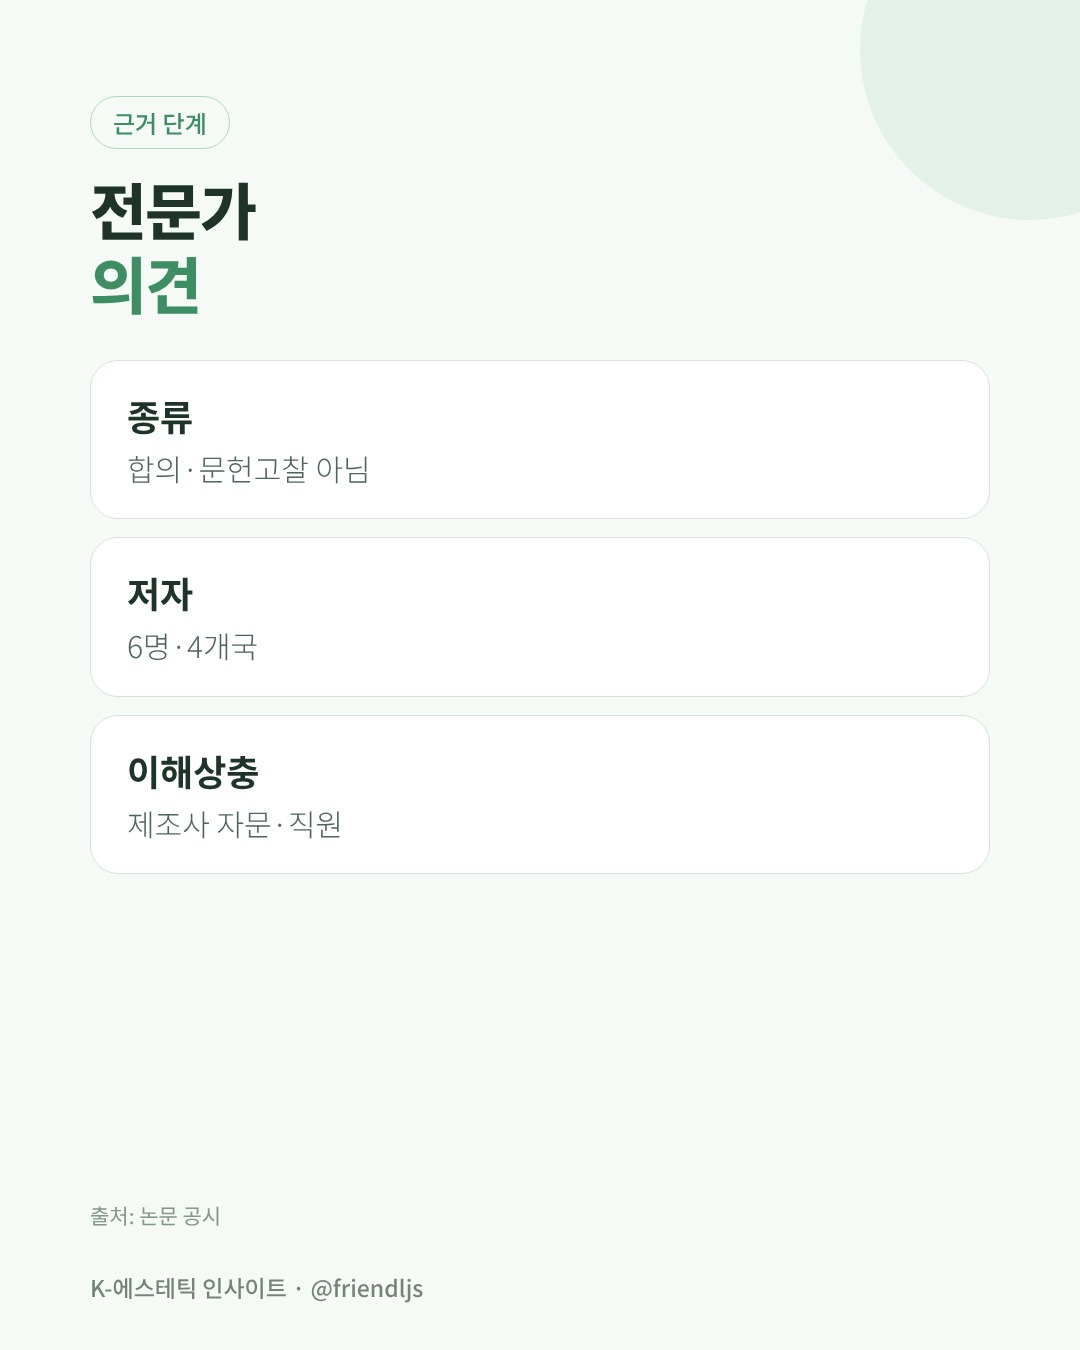 근거 단계
전문가
의견
종류
합의·문헌고찰 아님
저자
6명·4개국
이해상충
제조사 자문·직원
출처: 논문 공시
K-에스테틱 인사이트 · @friendljs